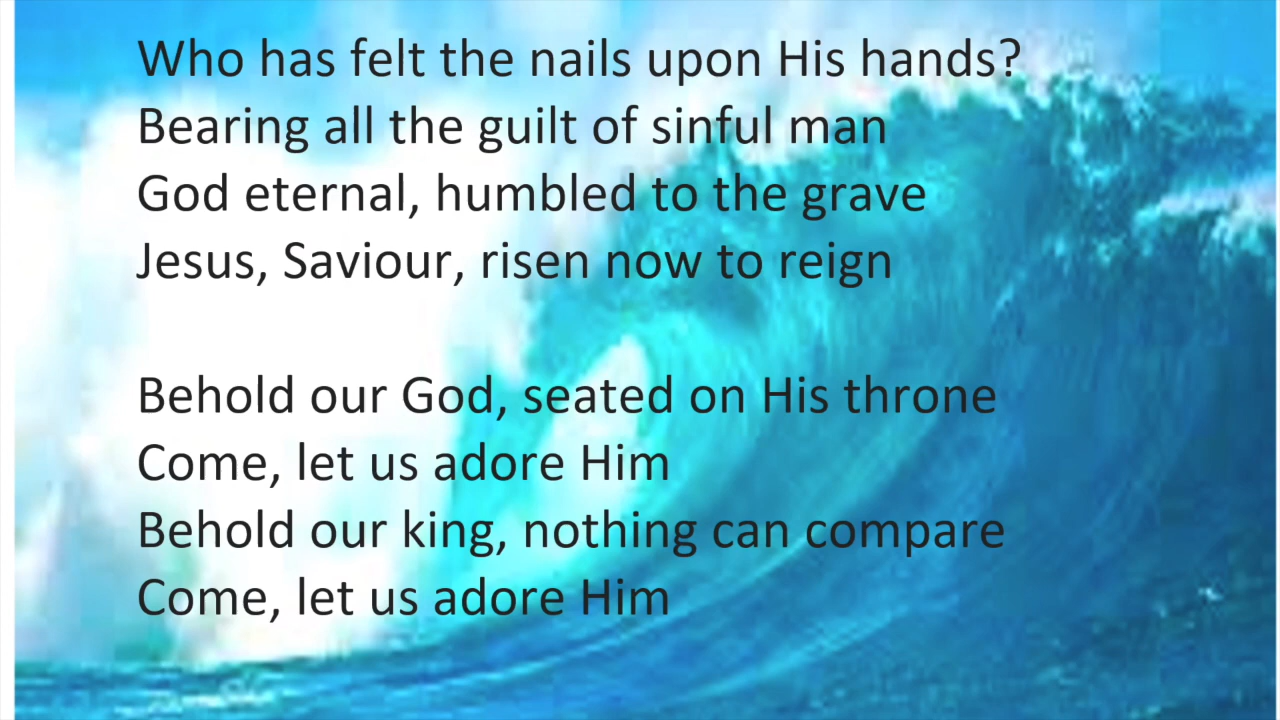 Who has felt the nails upon His hands?
Bearing all the guilt of sinful man
God eternal, humbled to the grave
Jesus, Saviour, risen now to reign
Behold our God, seated on His throne
Come, let us adore Him
Behold our king, nothing can compare
Come, let us adore Him